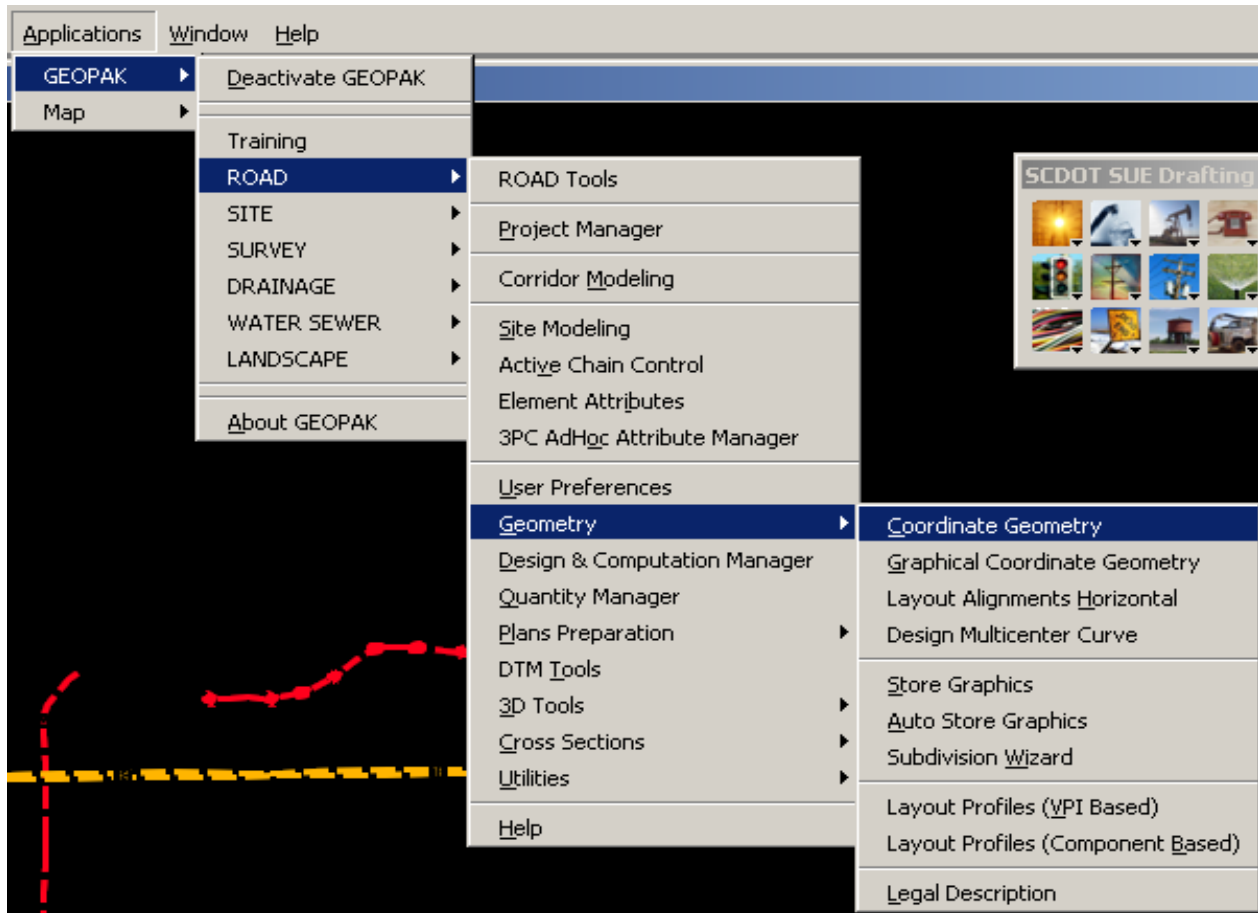 Applications Window Help
GEOPAK
Map
Deactivate GEOPAK
Training
ROAD
SITE
SURVEY
DRAINAGE
WATER SEWER
LANDSCAPE
About GEOPAK
ROAD Tools
Project Manager
Corridor Modeling
Site Modeling
Active Chain Control
Element Attributes
3PC AdHoc Attribute Manager
User Preferences
Geometry
Design & Computation Manager
Quantity Manager
Plans Preparation
DTM Tools
3D Tools
Cross Sections
Utilities
Help
Coordinate Geometry
Graphical Coordinate Geometry
Layout Alignments Horizontal
Design Multicenter Curve
Store Graphics
Auto Store Graphics
Subdivision Wizard
Layout Profiles (VPI Based)
Layout Profiles (Component Based)
Legal Description
SCDOT SUE Drafting